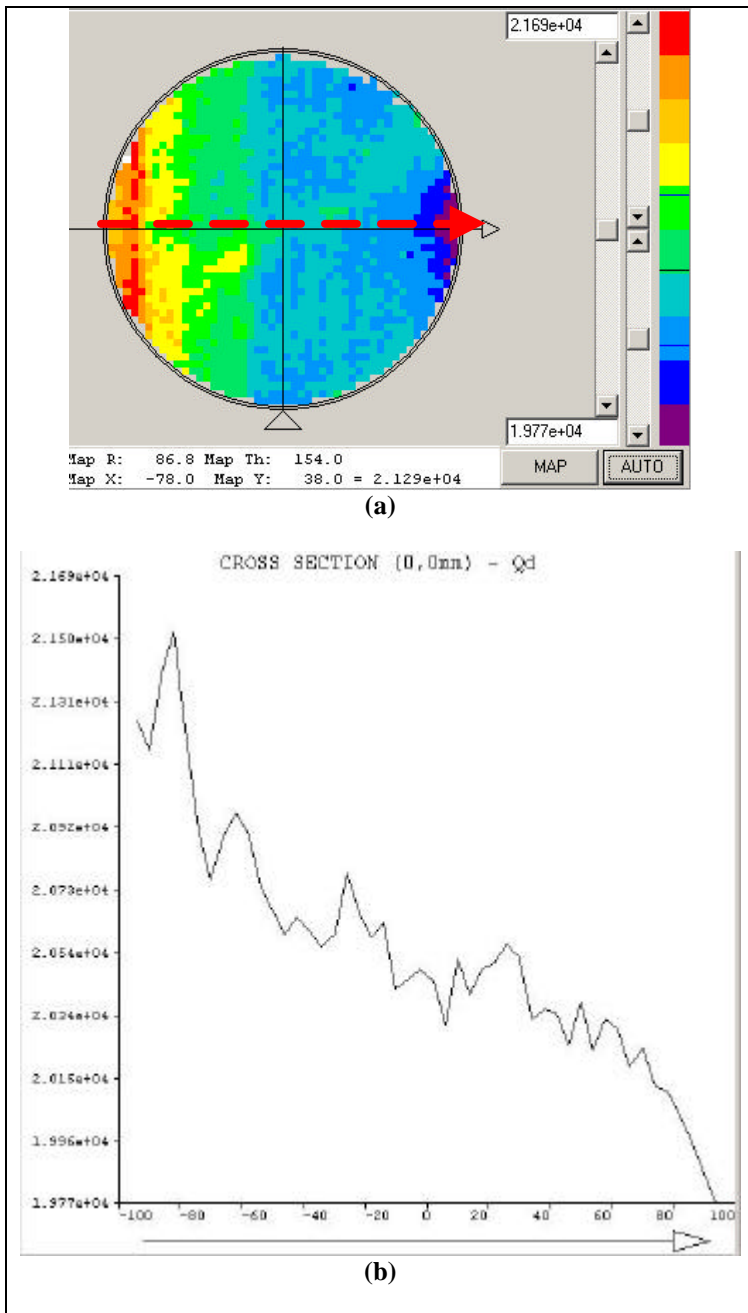 2.169e+04
1.977e+04
Map R: 86.8 Map Th: 154.0
Map X: -78.0 Map Y: 38.0 = 2.129e+04
MAP
AUTO
(a)
CROSS SECTION (0,0mm) - Qd
2.169e+04
2.150e+04
2.131e+04
2.111e+04
2.092e+04
2.073e+04
2.054e+04
2.034e+04
2.015e+04
1.996e+04
1.977e+04
-100 -80 -60 -40 -20 0 20 40 60 80 100
(b)